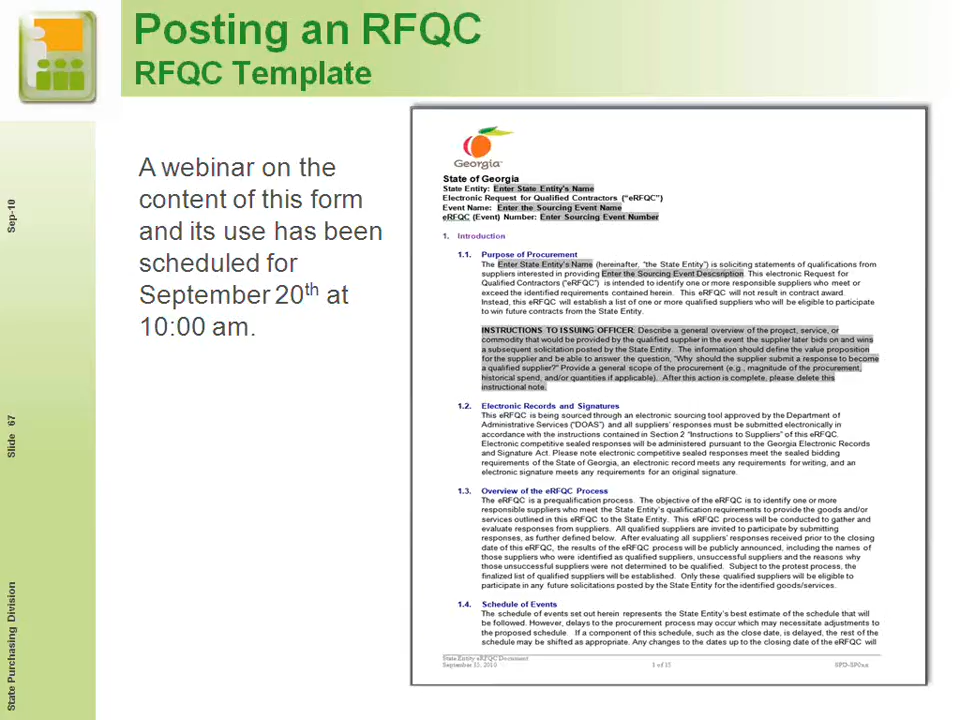 Posting an RFQC
RFQC Template
A webinar on the
content of this form
and its use has been
scheduled for
September 20th at
10:00 am.
Sep-10
Slide 67
State Purchasing Division
Georgia
State of Georgia
State Entity: Enter State Entity's Name
Electronic Request for Qualified Contractors ("eRFQC")
Event Name: Enter the Sourcing Event Name
eRFQC (Event) Number: Enter Sourcing Event Number
1. Introduction
1.1. Purpose of Procurement
The Enter State Entity's Name (hereinafter, "the State Entity") is soliciting statements of qualifications from
suppliers interested in providing Enter the Sourcing Event Descsription. This electronic Request for
Qualified Contractors ("eRFQC") is intended to identify one or more responsible suppliers who meet or
exceed the identified requirements contained herein. This eRFQC will not result in contract award.
Instead, this eRFQC will establish a list of one or more qualified suppliers who will be eligible to participate
to win future contracts from the State Entity.
INSTRUCTIONS TO ISSUING OFFICER. Describe a general overview of the project, service, or
commodity that would be provided by the qualified supplier in the event the supplier later bids on and wins
a subsequent solicitation posted by the State Entity. The information should define the value proposition
for the supplier and be able to answer the question, "Why should the supplier submit a response to become
a qualified supplier?" Provide a general scope of the procurement (e.g., magnitude of the procurement,
historical spend, and/or quantities if applicable). After this action is complete, please delete this
instructional note.
1.2. Electronic Records and Signatures
This eRFQC is being sourced through an electronic sourcing tool approved by the Department of
Administrative Services ("DOAS") and all suppliers' responses must be submitted electronically in
accordance with the instructions contained in Section 2 "Instructions to Suppliers" of this eRFQC.
Electronic competitive sealed responses will be administered pursuant to the Georgia Electronic Records
and Signature Act. Please note electronic competitive sealed responses meet the sealed bidding
requirements of the State of Georgia, an electronic record meets any requirements for writing, and an
electronic signature meets any requirements for an original signature.
1.3. Overview of the eRFQC Process
The eRFQC is a prequalification process. The objective of the eRFQC is to identify one or more
responsible suppliers who meet the State Entity's qualification requirements to provide the goods and/or
services outlined in this eRFQC to the State Entity. This eRFQC process will be conducted to gather and
evaluate responses from suppliers. All qualified suppliers are invited to participate by submitting
responses, as further defined below. After evaluating all suppliers' responses received prior to the closing
date of this eRFQC, the results of the eRFQC process will be publicly announced, including the names of
those suppliers who were identified as qualified suppliers, unsuccessful suppliers and the reasons why
those unsuccessful suppliers were not determined to be qualified. Subject to the protest process, the
finalized list of qualified suppliers will be established. Only these qualified suppliers will be eligible to
participate in any future solicitations posted by the State Entity for the identified goods/services.
1.4. Schedule of Events
The schedule of events set out herein represents the State Entity's best estimate of the schedule that will
be followed. However, delays to the procurement process may occur which may necessitate adjustments to
the proposed schedule. If a component of this schedule, such as the close date, is delayed, the rest of the
schedule may be shifted as appropriate. Any changes to the dates up to the closing date of the eRFQC will
State Entity eRFQC Document
September 15, 2010